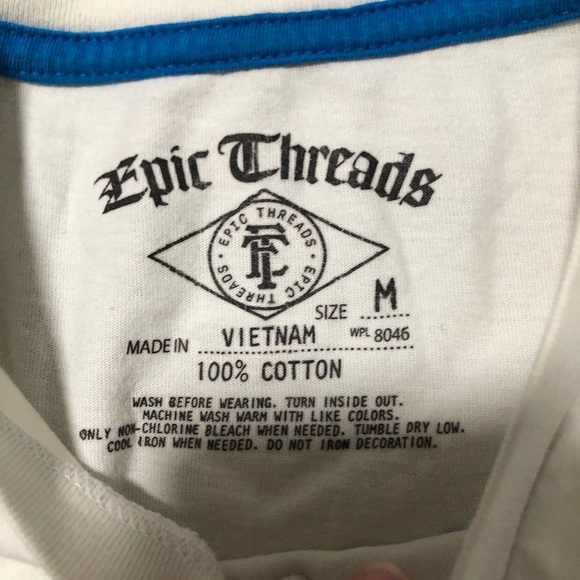 Epic Threads
• EPIC THREADS • EPIC THREADS
ET
SIZE M
MADE IN VIETNAM WPL 8046
100% COTTON
WASH BEFORE WEARING. TURN INSIDE OUT.
MACHINE WASH WARM WITH LIKE COLORS.
ONLY NON-CHLORINE BLEACH WHEN NEEDED. TUMBLE DRY LOW.
COOL IRON WHEN NEEDED. DO NOT IRON DECORATION.